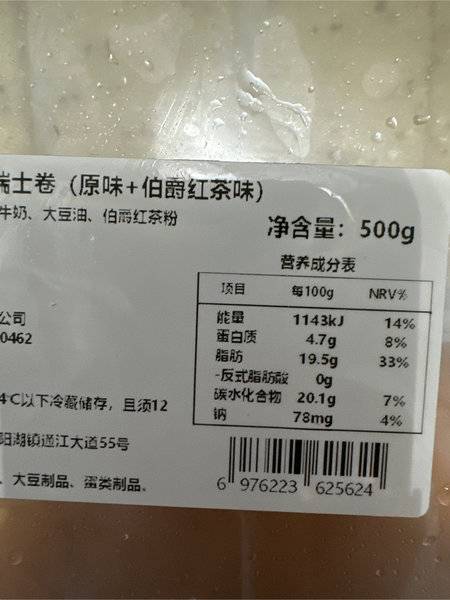 瑞士卷（原味+伯爵红茶味）
牛奶、大豆油、伯爵红茶粉
净含量：500g
营养成分表
项目 每100g NRV%
能量 1143kJ 14%
蛋白质 4.7g 8%
脂肪 19.5g 33%
-反式脂肪酸 0g
碳水化合物 20.1g 7%
钠 78mg 4%
公司
0462
4℃以下冷藏储存，且须12
阳湖镇通江大道55号
、大豆制品、蛋类制品。
6 976223 625624